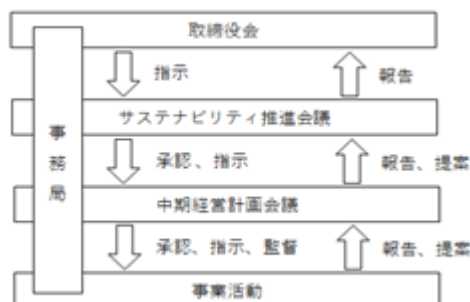 取締役会
指示
報告
サステナビリティ推進会議
事務局
承認、指示
報告、提案
中期経営計画会議
承認、指示、監督
報告、提案
事業活動